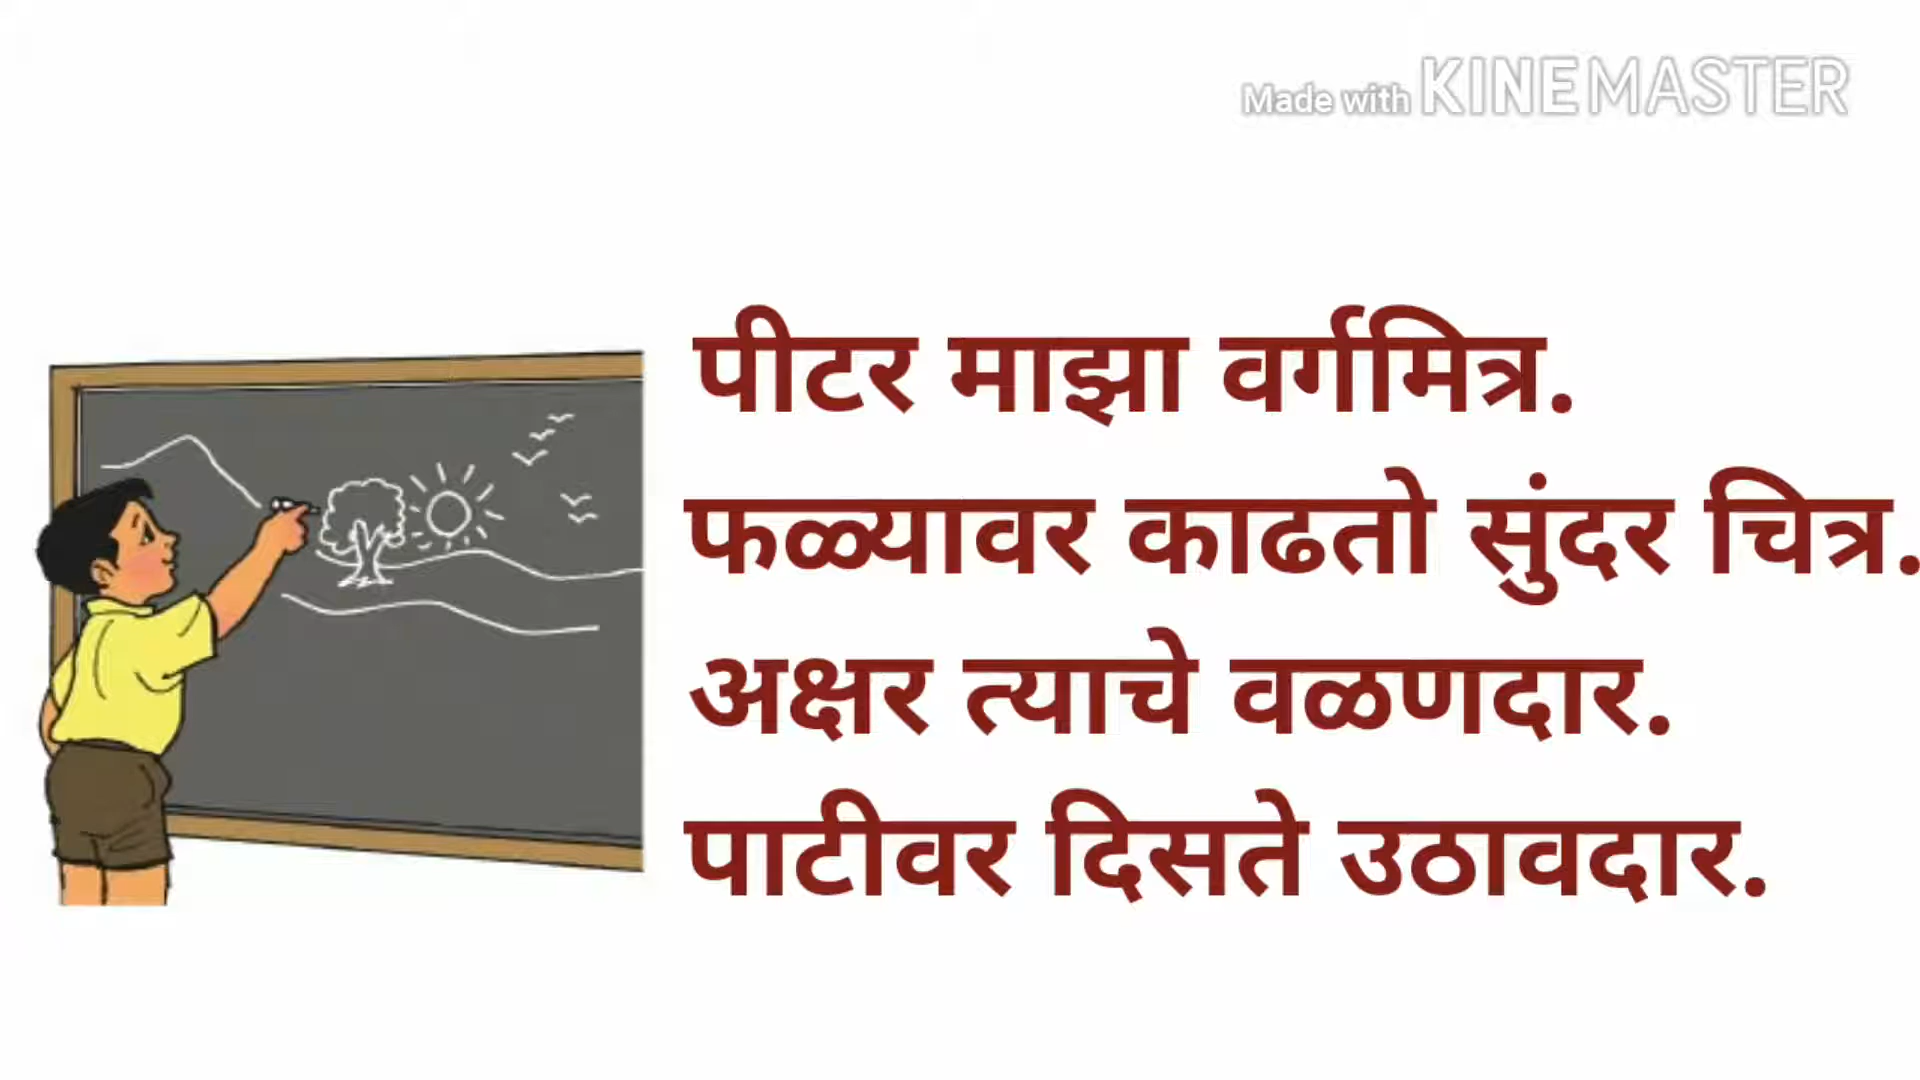 Made with KINEMASTER
पीटर माझा वर्गमित्र.
फळ्यावर काढतो सुंदर चित्र.
अक्षर त्याचे वळणदार.
पाटीवर दिसते उठावदार.